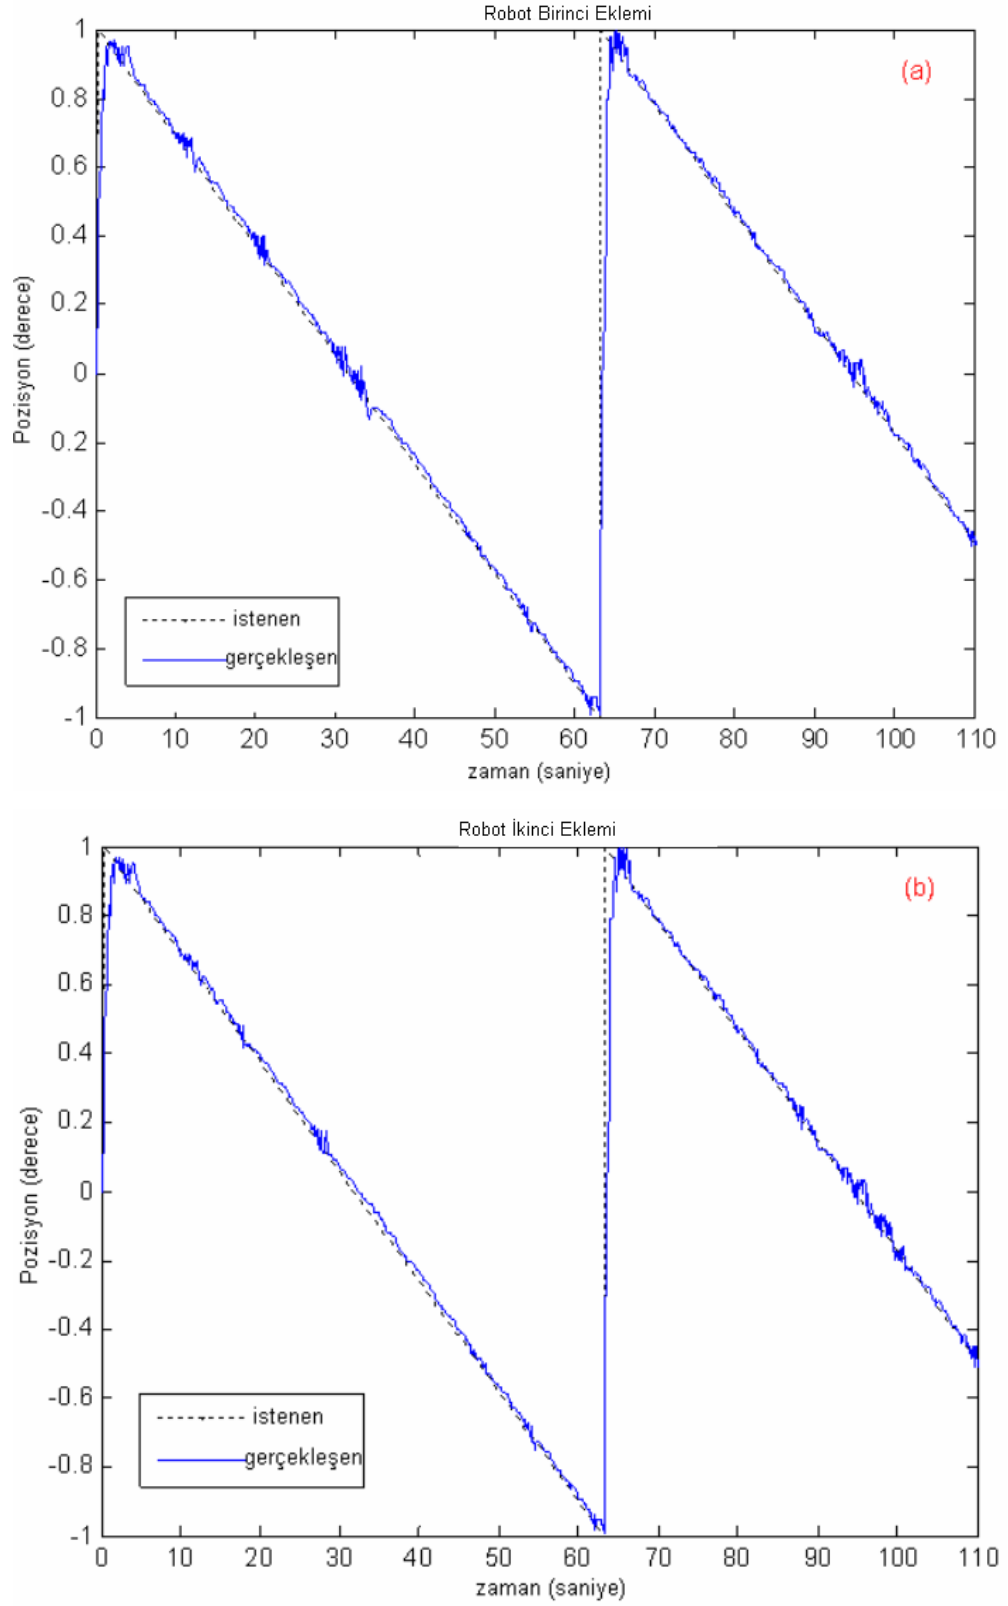 Robot Birinci Eklemi
(a)
1
0.8
0.6
0.4
0.2
0
0.2
-0.4
-0.6
-0.8
-1
Pozisyon (derece)
istenen
gerçekleşen
0 10 20 30 40 50 60 70 80 90 100 110
zaman (saniye)
Robot İkinci Eklemi
(b)
1
0.8
0.6
0.4
0.2
0
-0.2
-0.4
-0.6
-0.8
-1
Pozisyon (derece)
istenen
gerçekleşen
0 10 20 30 40 50 60 70 80 90 100 110
zaman (saniye)